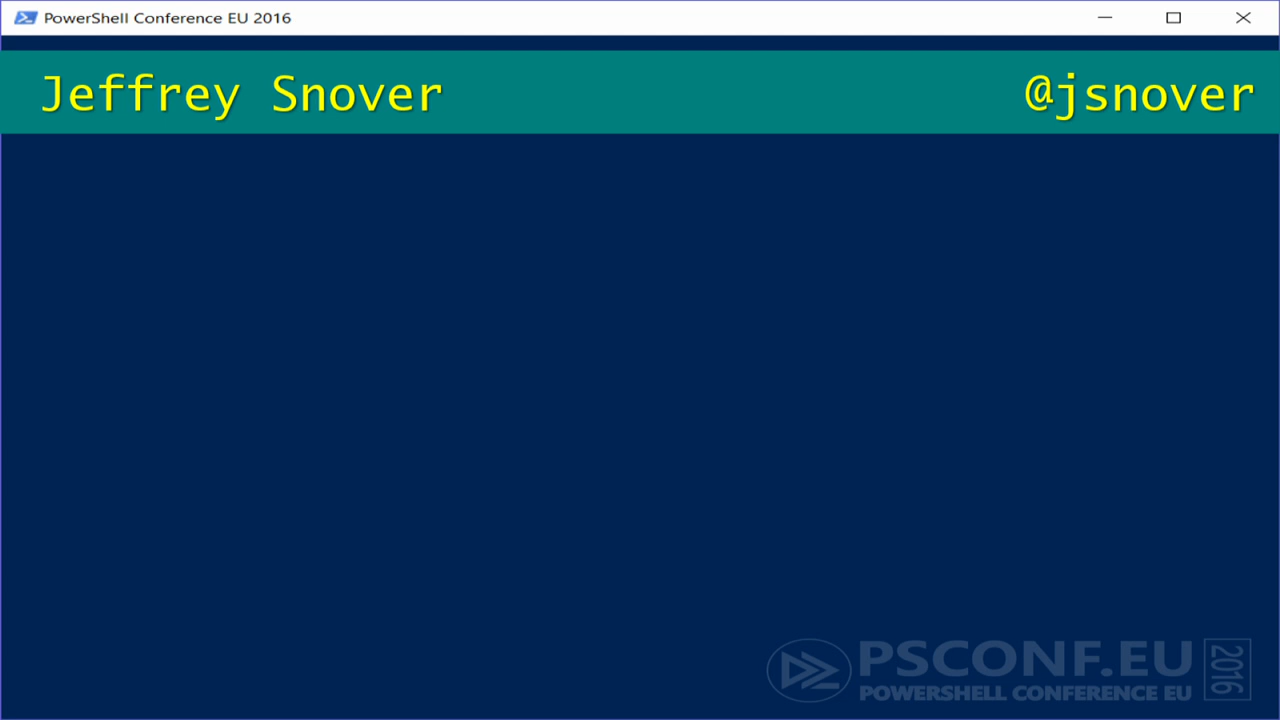 PowerShell Conference EU 2016
Jeffrey Snover @jsnover
PSCONF.EU
POWERSHELL CONFERENCE EU
2016